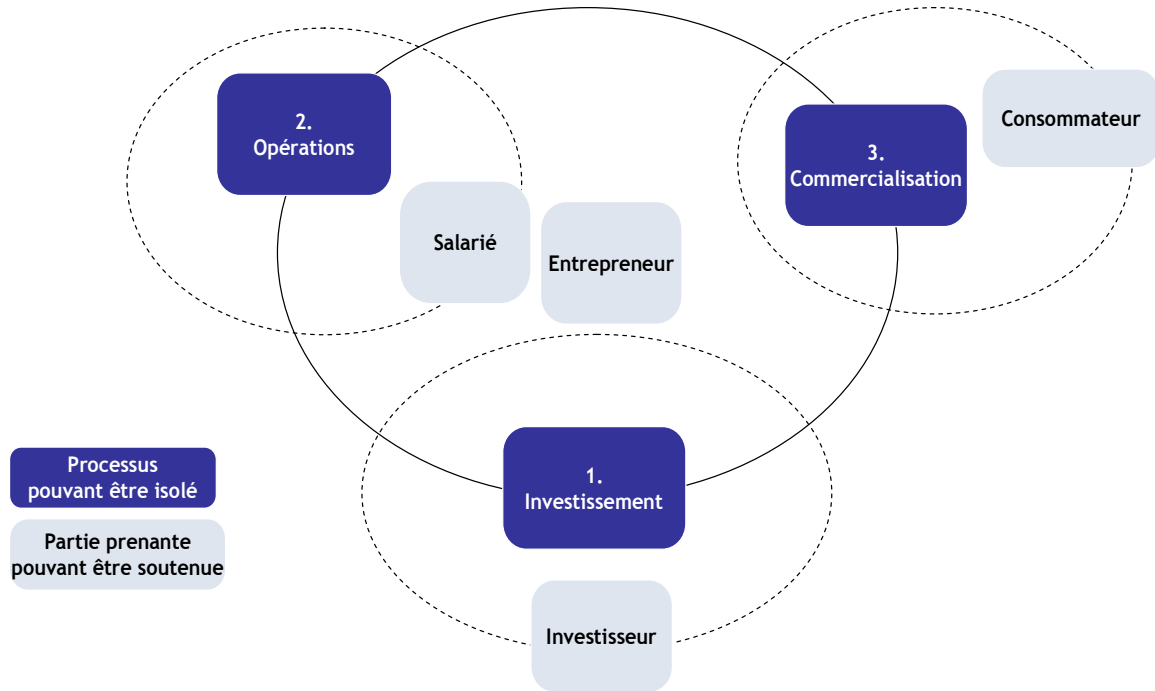 2.
Opérations
3.
Commercialisation
Consommateur
Salarié
Entrepreneur
1.
Investissement
Investisseur
Processus
pouvant être isolé
Partie prenante
pouvant être soutenue